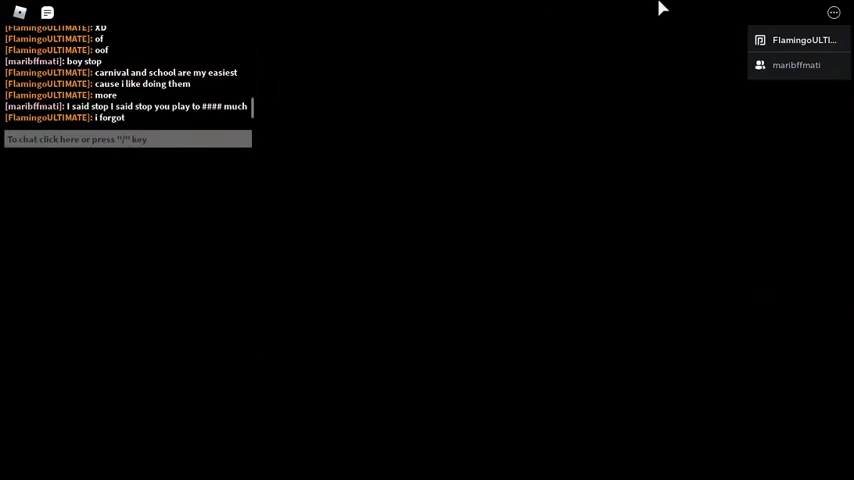 [FlamingoULTIMATE]: XD
[FlamingoULTIMATE]: of
[FlamingoULTIMATE]: oof
[maribffmati]: boy stop
[FlamingoULTIMATE]: carnival and school are my easiest
[FlamingoULTIMATE]: cause i like doing them
[FlamingoULTIMATE]: more
[maribffmati]: I said stop I said stop you play to #### much
[FlamingoULTIMATE]: i forgot
To chat click here or press "/" key
FlamingoULTI...
maribffmati